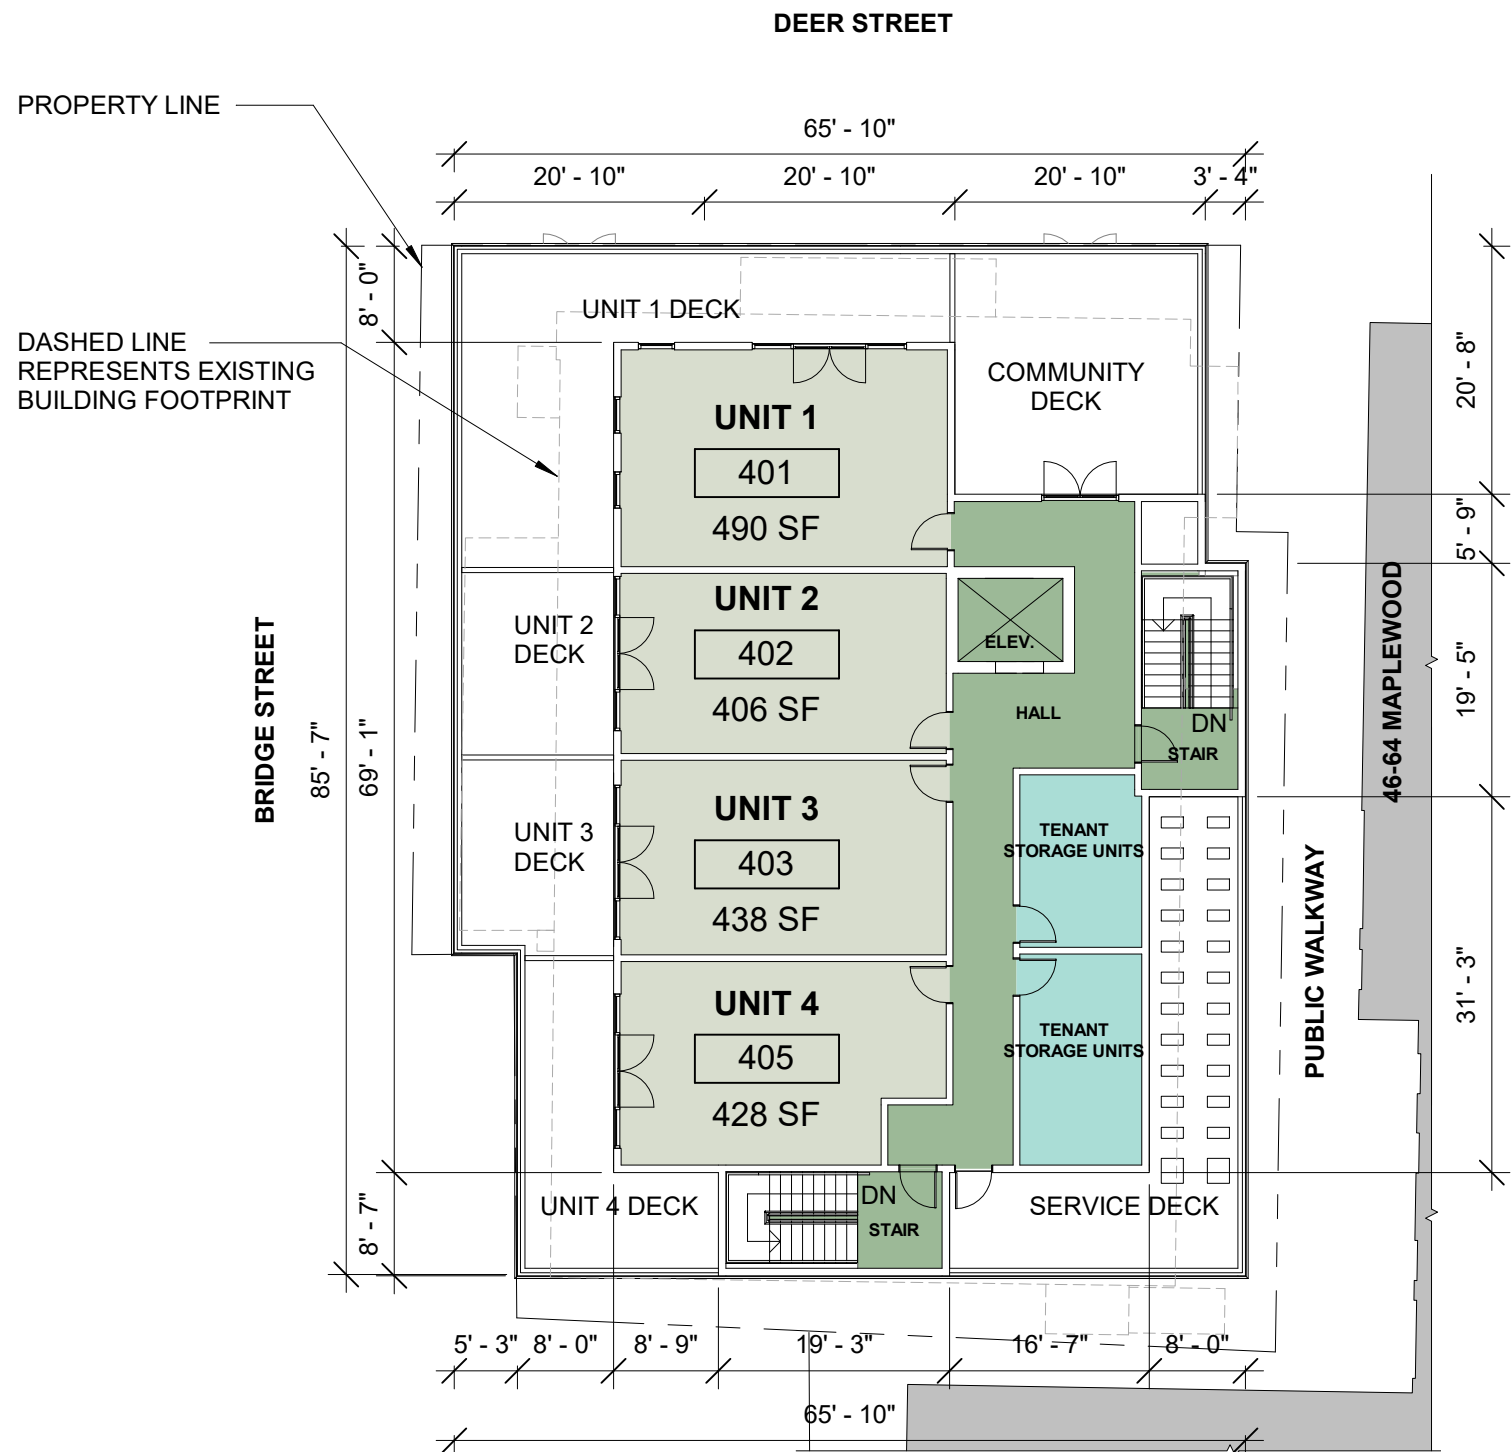 DEER STREET
PROPERTY LINE
65' - 10"
20' - 10"
20' - 10"
20' - 10"
3' - 4"
8' - 0"
UNIT 1 DECK
DASHED LINE
REPRESENTS EXISTING
BUILDING FOOTPRINT
COMMUNITY
DECK
20' - 8"
UNIT 1
401
490 SF
5' - 9"
UNIT 2
402
406 SF
UNIT 2
DECK
ELEV.
HALL
DN
STAIR
19' - 5"
46-64 MAPLEWOOD
BRIDGE STREET
85' - 7"
69' - 1"
UNIT 3
403
438 SF
UNIT 3
DECK
TENANT
STORAGE UNITS
PUBLIC WALKWAY
31' - 3"
UNIT 4
405
428 SF
TENANT
STORAGE UNITS
8' - 7"
UNIT 4 DECK
DN
STAIR
SERVICE DECK
5' - 3"
8' - 0"
8' - 9"
19' - 3"
16' - 7"
8' - 0"
65' - 10"